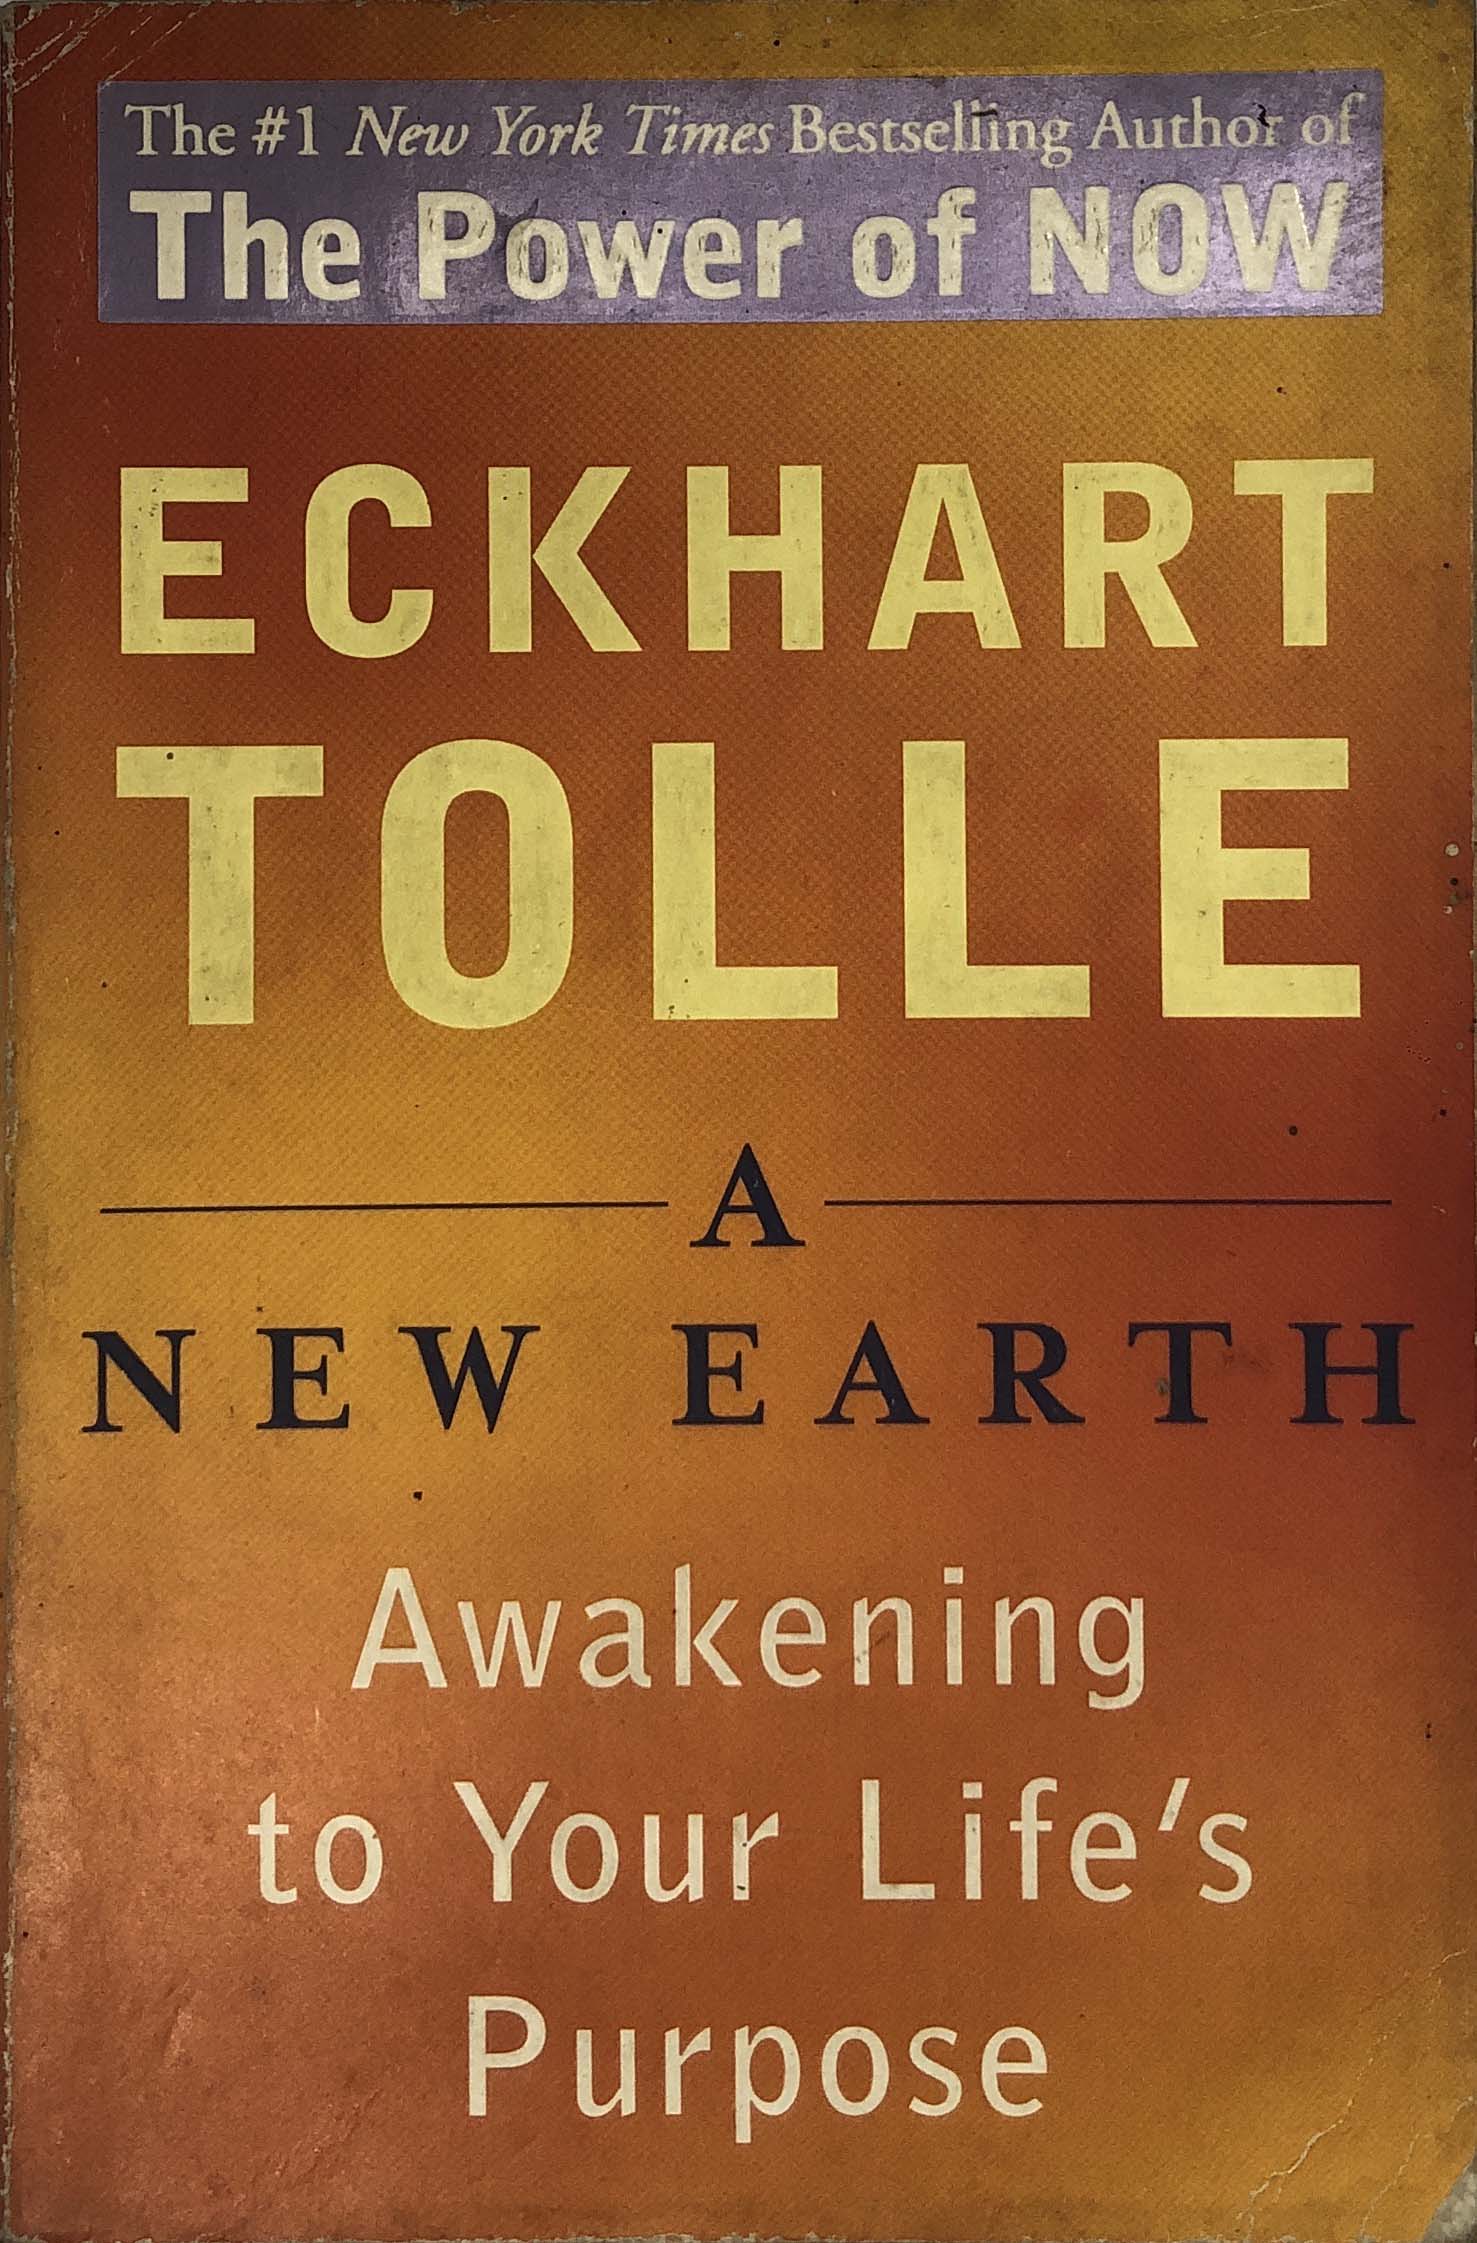 The #1 New York Times Bestselling Author of
The Power of NOW
ECKHART
TOLLE
A
NEW EARTH
Awakening
to Your Life's
Purpose